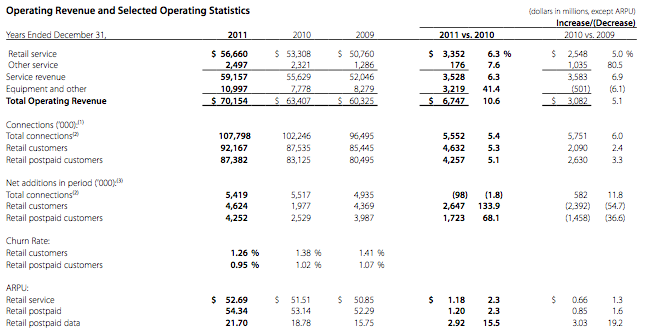 Operating Revenue and Selected Operating Statistics
(dollars in millions, except ARPU)
Increase/(Decrease)
Years Ended December 31, 2011 2010 2009 2011 vs. 2010 2010 vs. 2009
Retail service $ 56,660 $ 53,308 $ 50,760 $ 3,352 6.3 % $ 2,548 5.0 %
Other service 2,497 2,321 1,286 176 7.6 1,035 80.5
Service revenue 59,157 55,629 52,046 3,528 6.3 3,583 6.9
Equipment and other 10,997 7,778 8,279 3,219 41.4 (501) (6.1)
Total Operating Revenue $ 70,154 $ 63,407 $ 60,325 $ 6,747 10.6 $ 3,082 5.1
Connections ('000):(1)
Total connections(2) 107,798 102,246 96,495 5,552 5.4 5,751 6.0
Retail customers 92,167 87,535 85,445 4,632 5.3 2,090 2.4
Retail postpaid customers 87,382 83,125 80,495 4,257 5.1 2,630 3.3
Net additions in period ('000):(3)
Total connections(2) 5,419 5,517 4,935 (98) (1.8) 582 11.8
Retail customers 4,624 1,977 4,369 2,647 133.9 (2,392) (54.7)
Retail postpaid customers 4,252 2,529 3,987 1,723 68.1 (1,458) (36.6)
Churn Rate:
Retail customers 1.26 % 1.38 % 1.41 %
Retail postpaid customers 0.95 % 1.02 % 1.07 %
ARPU:
Retail service $ 52.69 $ 51.51 $ 50.85 $ 1.18 2.3 $ 0.66 1.3
Retail postpaid 54.34 53.14 52.29 1.20 2.3 0.85 1.6
Retail postpaid data 21.70 18.78 15.75 2.92 15.5 3.03 19.2